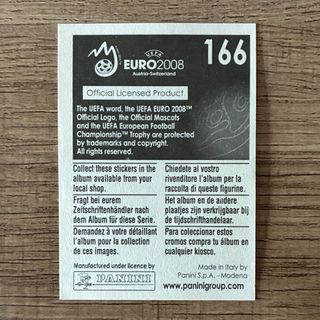 UEFA
EURO2008™
Austria-Switzerland
166
Official Licensed Product
The UEFA word, the UEFA EURO 2008™
Official Logo, the Official Mascots
and the UEFA European Football
Championship™ Trophy are protected
by trademarks and copyright.
All rights reserved.
Collect these stickers in the
album available from your
local shop.
Fragt bei eurem
Zeitschriftenhändler nach
dem Album für diese Serie.
Demandez à votre détaillant
l'album pour la collection
de ces images.
Chiedete al vostro
rivenditore l'album per la
raccolta di queste figurine.
Het album en de andere
plaatjes zijn verkrijgbaar bij
de tijdschrifthandelaar.
Para coleccionar estos
cromos compra tu álbum en
cualquier kiosco.
Manufactured under licence by
PANINI
Made in Italy by
Panini S.p.A. - Modena
www.paninigroup.com